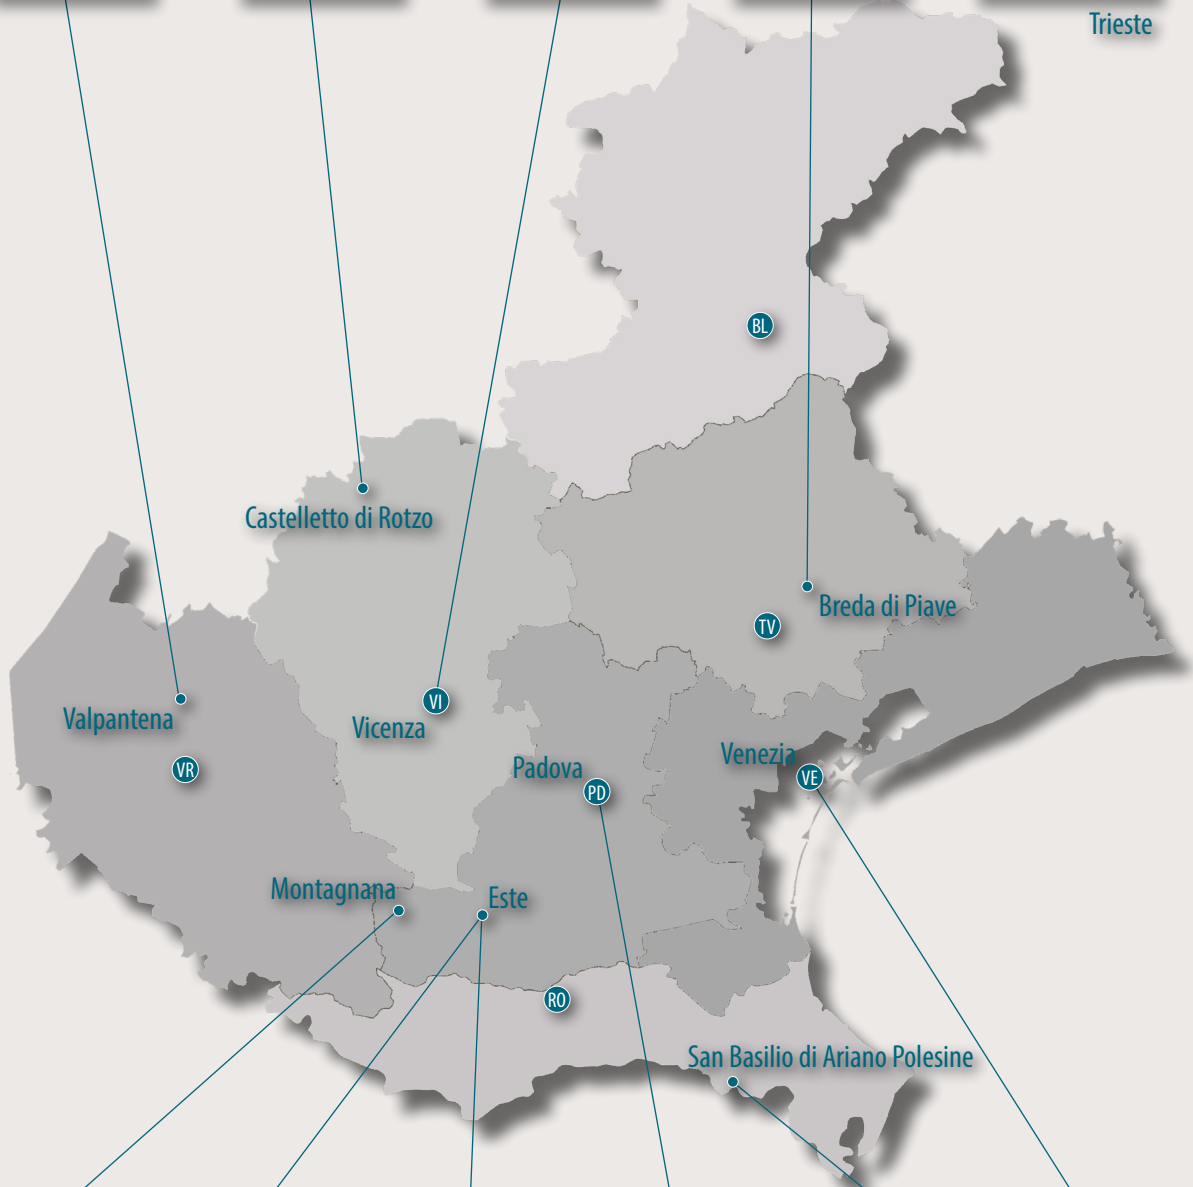 Trieste
BL
Castelletto di Rotzo
Breda di Piave
TV
Valpantena
Vicenza
VI
VR
Padova
PD
Venezia
VE
Montagnana
Este
RO
San Basilio di Ariano Polesine